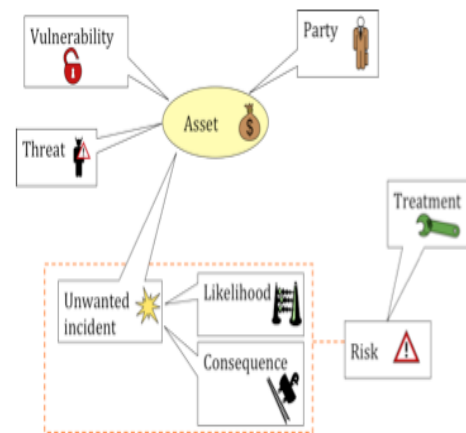 Vulnerability
Party
Asset
$
Threat
Treatment
Unwanted
incident
Likelihood
Consequence
Risk